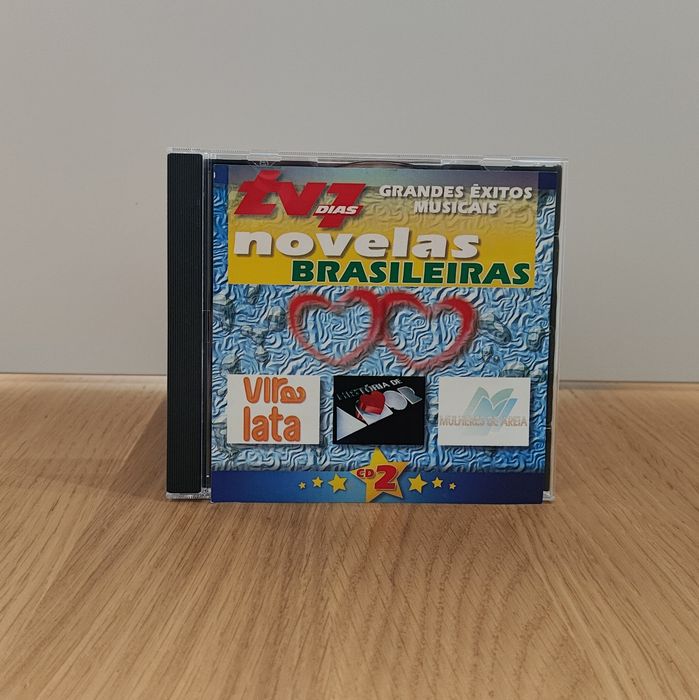 tv7
DIAS
GRANDES ÊXITOS
MUSICAIS
novelas
BRASILEIRAS
VIRA
lata
HISTÓRIA DE
AMOR
MULHERES DE AREIA
CD 2